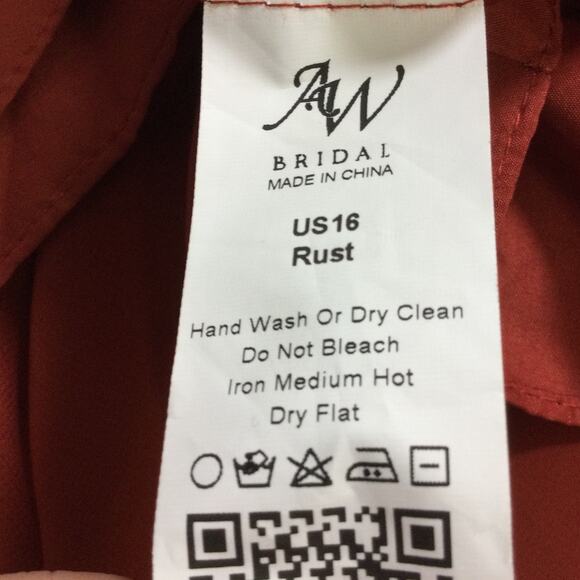 AW
BRIDAL
MADE IN CHINA
US16
Rust
Hand Wash Or Dry Clean
Do Not Bleach
Iron Medium Hot
Dry Flat